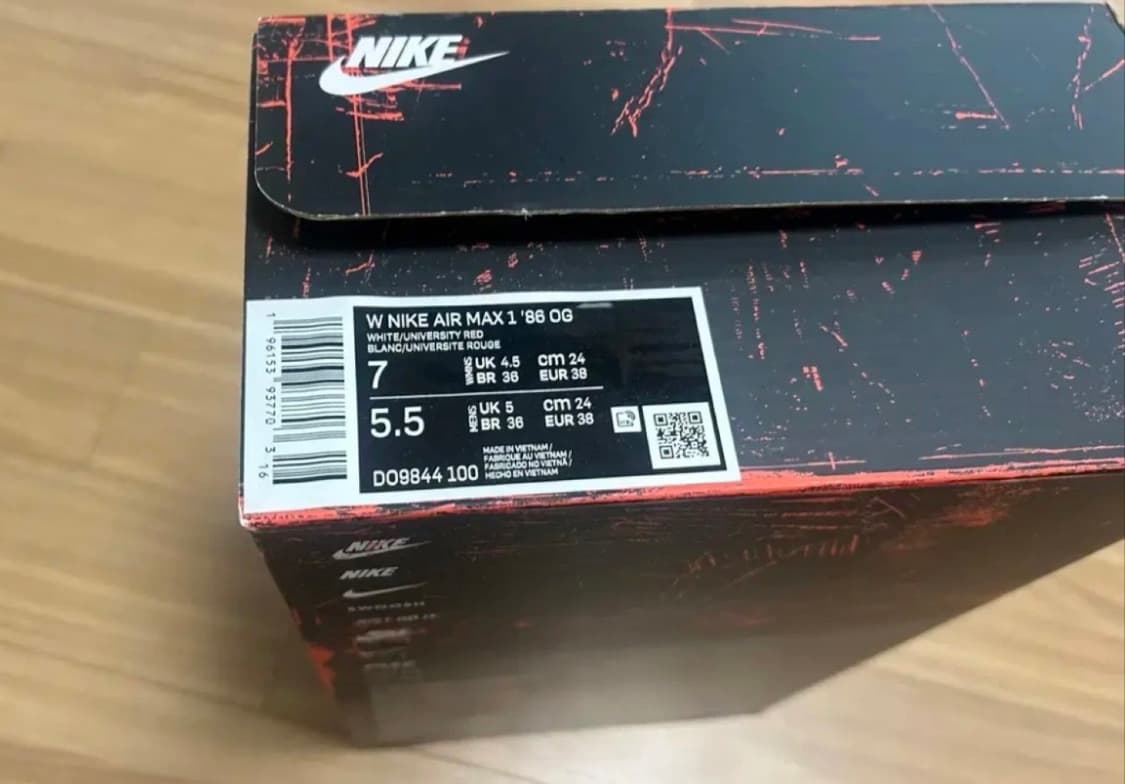 NIKE
W NIKE AIR MAX 1 '86 OG
WHITE/UNIVERSITY RED
BLANC/UNIVERSITE ROUGE
7 WMNS UK 4.5 cm 24
BR 36 EUR 38
5.5 MENS UK 5 cm 24
BR 36 EUR 38
DO9844 100
MADE IN VIETNAM /
FABRIQUE AU VIETNAM /
FABRICADO NO VIETNÃ /
HECHO EN VIETNAM
1 96153 93770 3 16
NIKE
NIKE